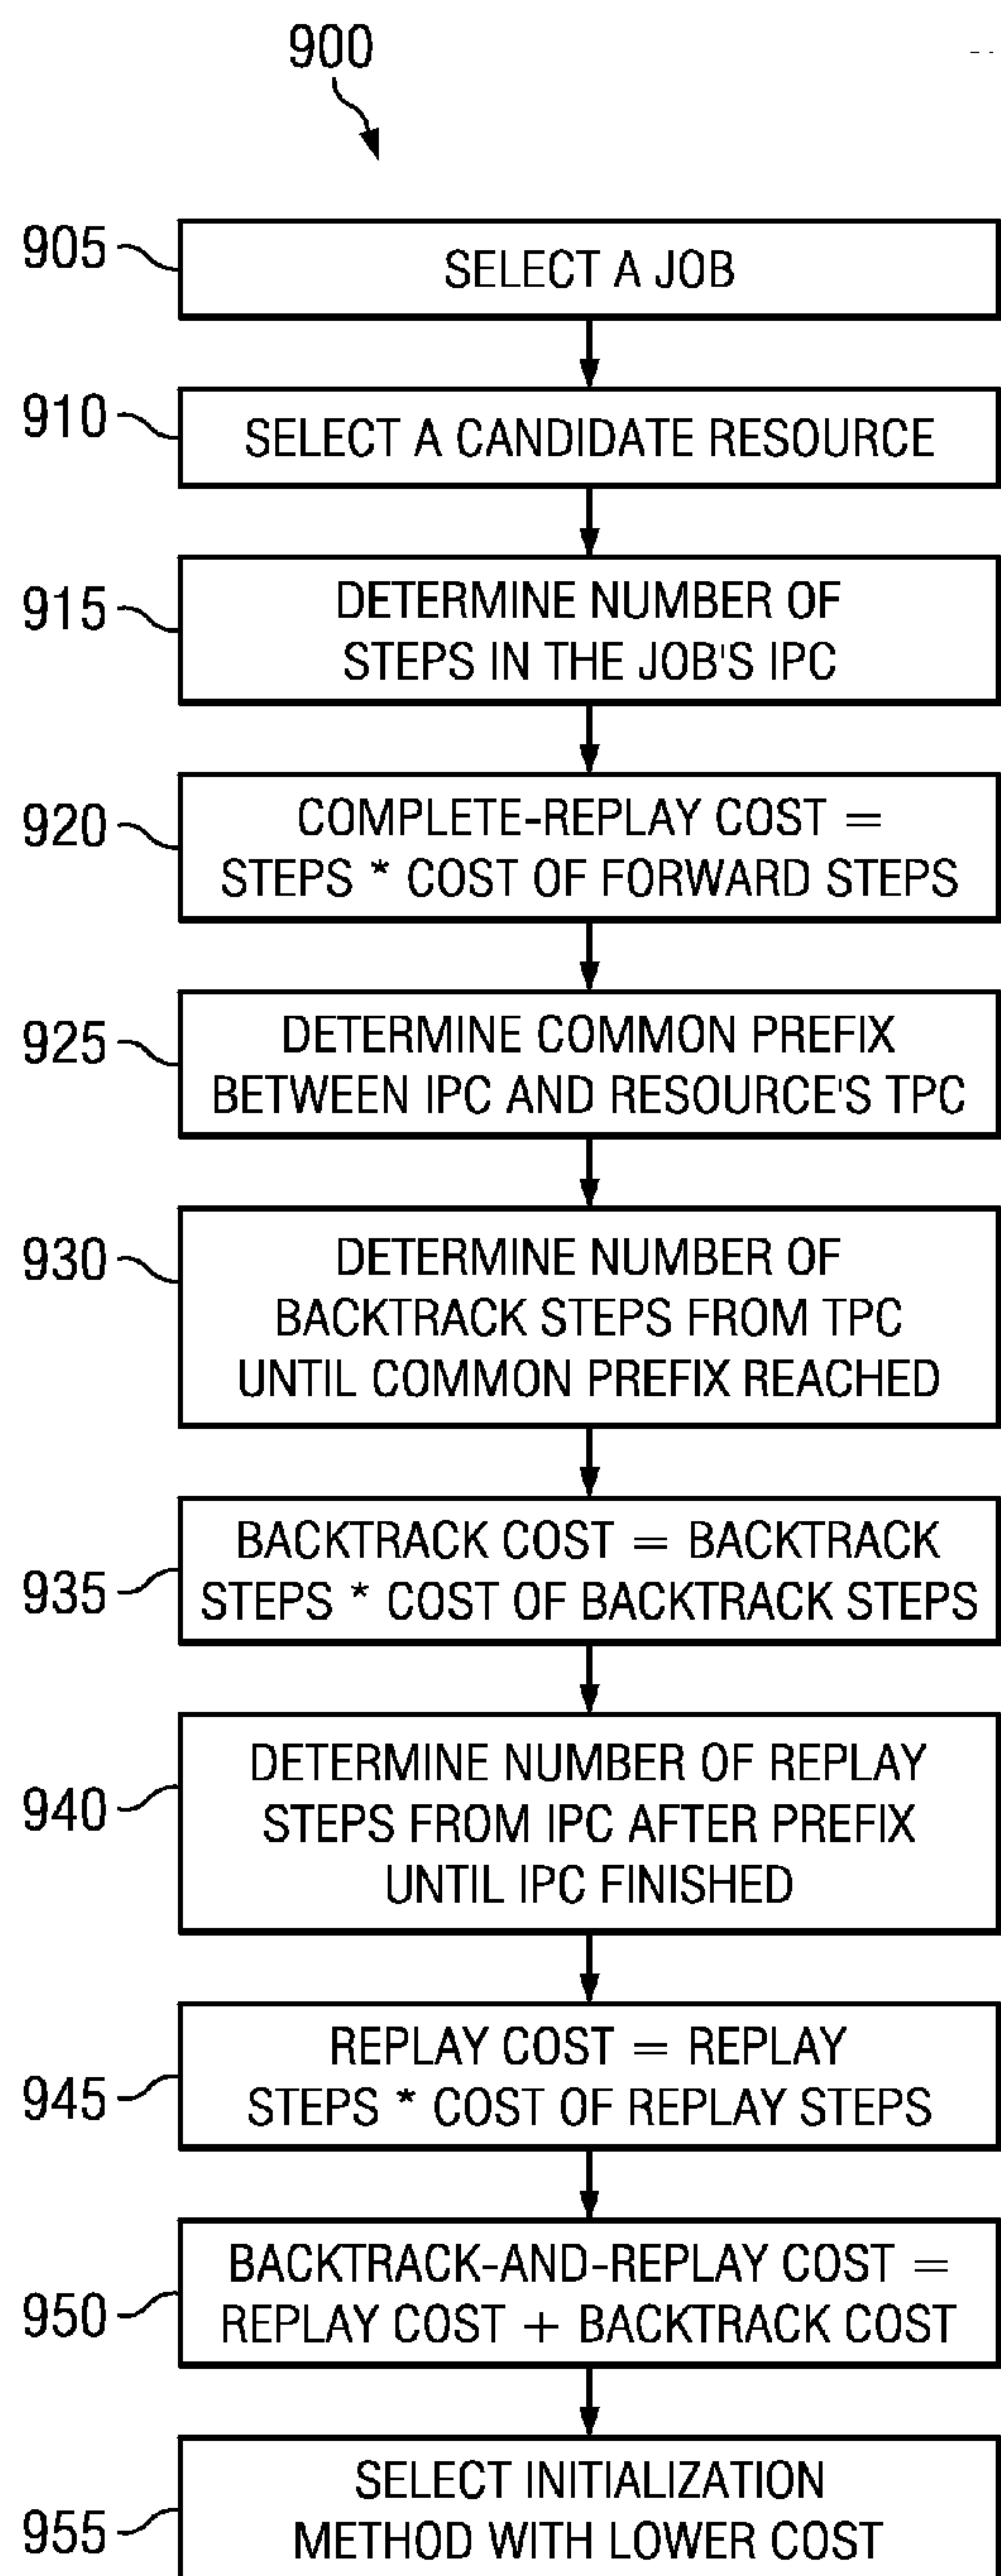 900
905
SELECT A JOB
910
SELECT A CANDIDATE RESOURCE
915
DETERMINE NUMBER OF
STEPS IN THE JOB'S IPC
920
COMPLETE-REPLAY COST =
STEPS * COST OF FORWARD STEPS
925
DETERMINE COMMON PREFIX
BETWEEN IPC AND RESOURCE'S TPC
930
DETERMINE NUMBER OF
BACKTRACK STEPS FROM TPC
UNTIL COMMON PREFIX REACHED
935
BACKTRACK COST = BACKTRACK
STEPS * COST OF BACKTRACK STEPS
940
DETERMINE NUMBER OF REPLAY
STEPS FROM IPC AFTER PREFIX
UNTIL IPC FINISHED
945
REPLAY COST = REPLAY
STEPS * COST OF REPLAY STEPS
950
BACKTRACK-AND-REPLAY COST =
REPLAY COST + BACKTRACK COST
955
SELECT INITIALIZATION
METHOD WITH LOWER COST